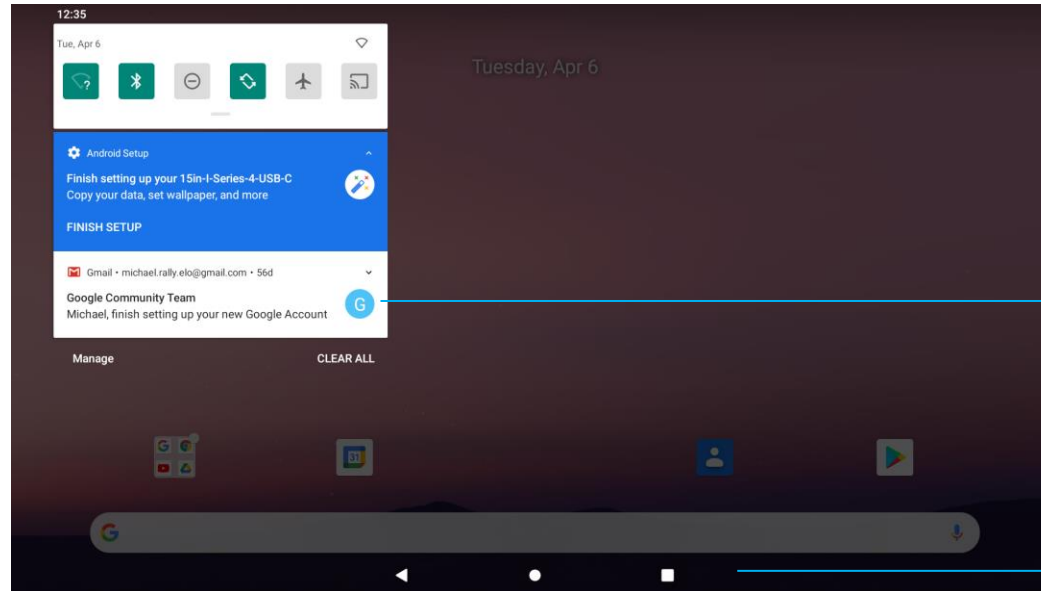 12:35
Tue, Apr 6
Tuesday, Apr 6
Android Setup
Finish setting up your 15in-I-Series-4-USB-C
Copy your data, set wallpaper, and more
FINISH SETUP
Gmail • michael.rally.elo@gmail.com • 56d
Google Community Team
G
Michael, finish setting up your new Google Account
Manage CLEAR ALL
31